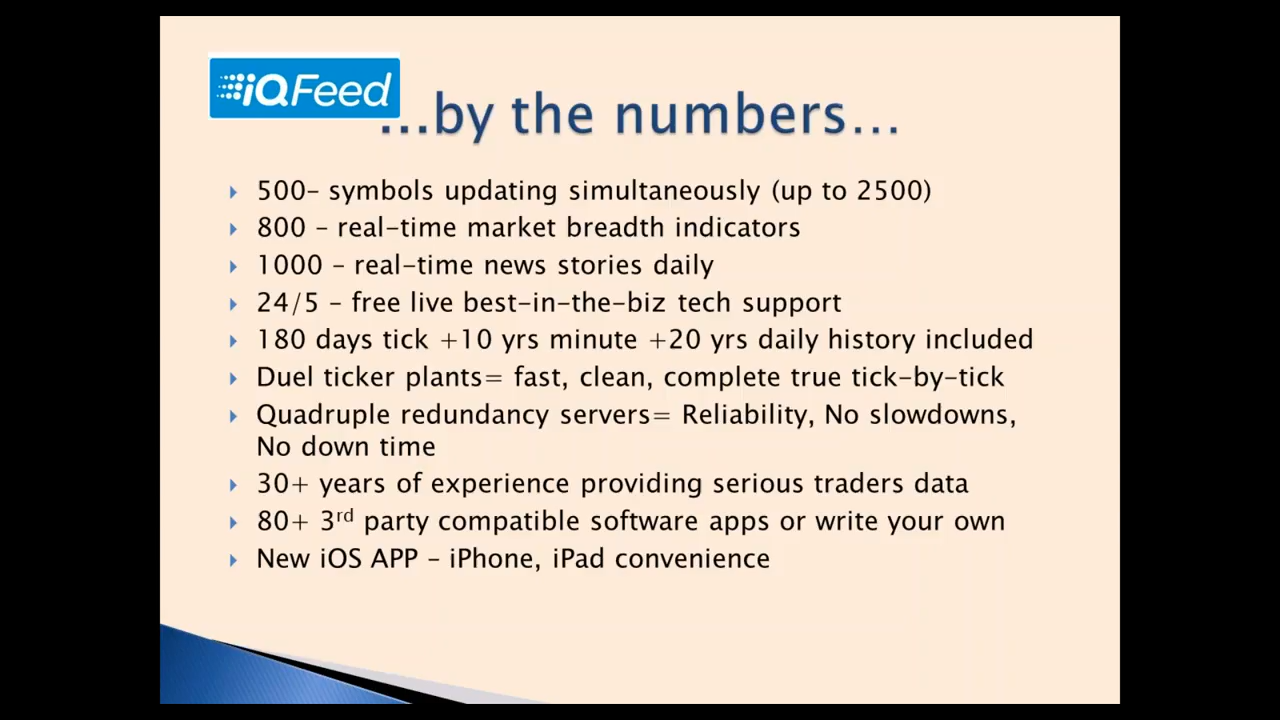 iQFeed
...by the numbers...
500– symbols updating simultaneously (up to 2500)
800 – real-time market breadth indicators
1000 – real-time news stories daily
24/5 – free live best-in-the-biz tech support
180 days tick +10 yrs minute +20 yrs daily history included
Duel ticker plants= fast, clean, complete true tick-by-tick
Quadruple redundancy servers= Reliability, No slowdowns,
No down time
30+ years of experience providing serious traders data
80+ 3rd party compatible software apps or write your own
New iOS APP – iPhone, iPad convenience